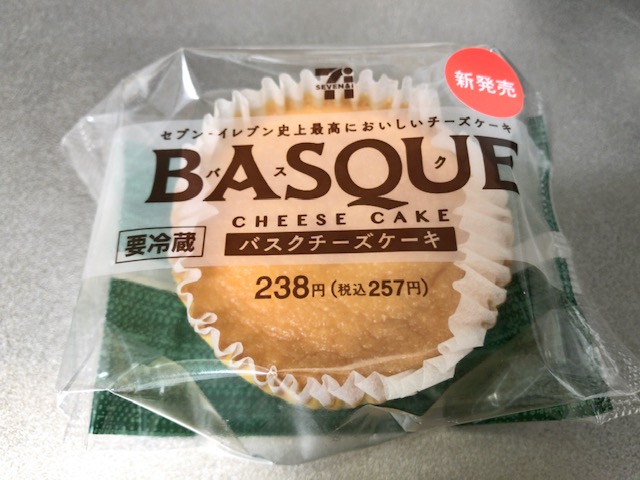 新発売
7i
SEVEN&i
セブン-イレブン史上最高においしいチーズケーキ
BASQUE
バスク
CHEESE CAKE
要冷蔵
バスクチーズケーキ
238円(税込257円)